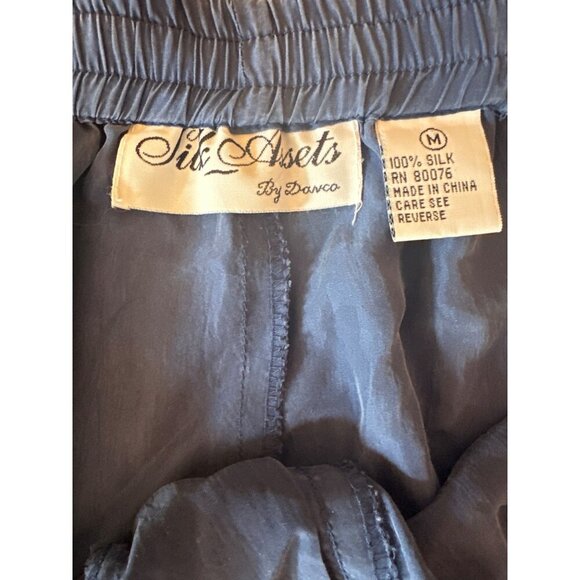 Silk Assets
By Davco
M
100% SILK
RN 80076
MADE IN CHINA
CARE SEE
REVERSE